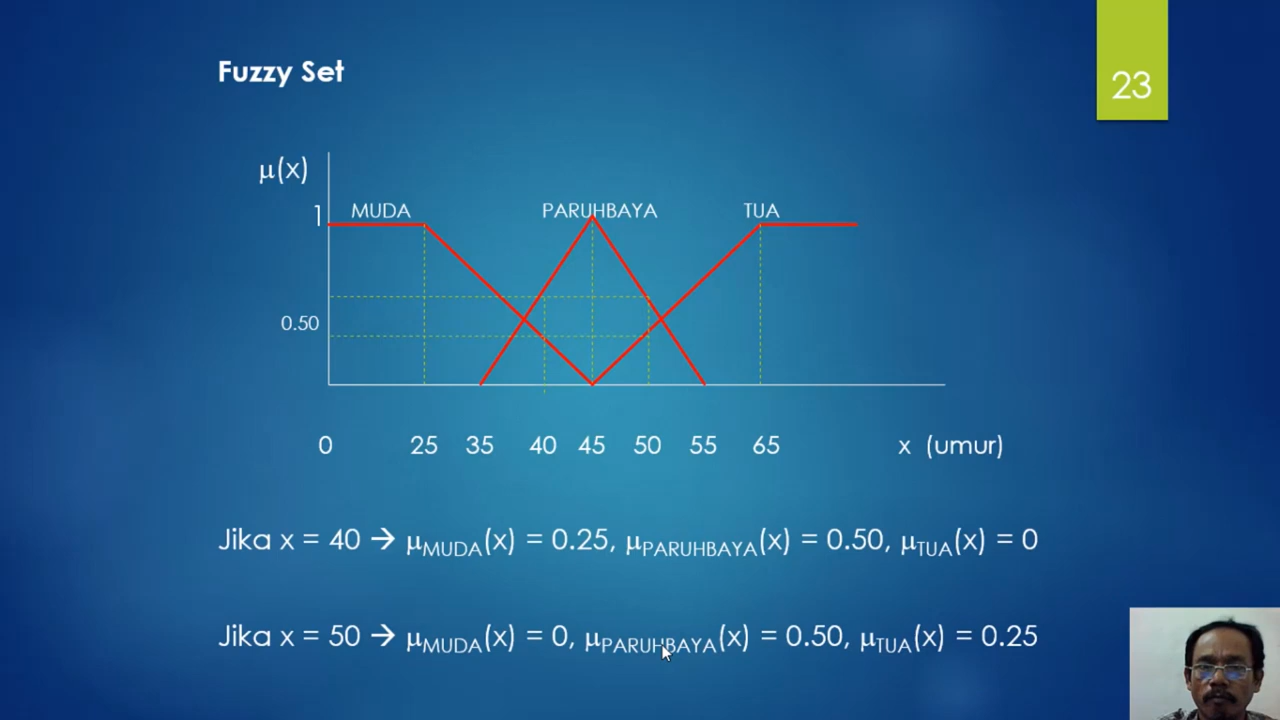 Fuzzy Set
23
μ(x)
1
MUDA
PARUHBAYA
TUA
0.50
0 25 35 40 45 50 55 65 x (umur)
Jika x = 40 → μMUDA(x) = 0.25, μPARUHBAYA(x) = 0.50, μTUA(x) = 0
Jika x = 50 → μMUDA(x) = 0, μPARUHBAYA(x) = 0.50, μTUA(x) = 0.25